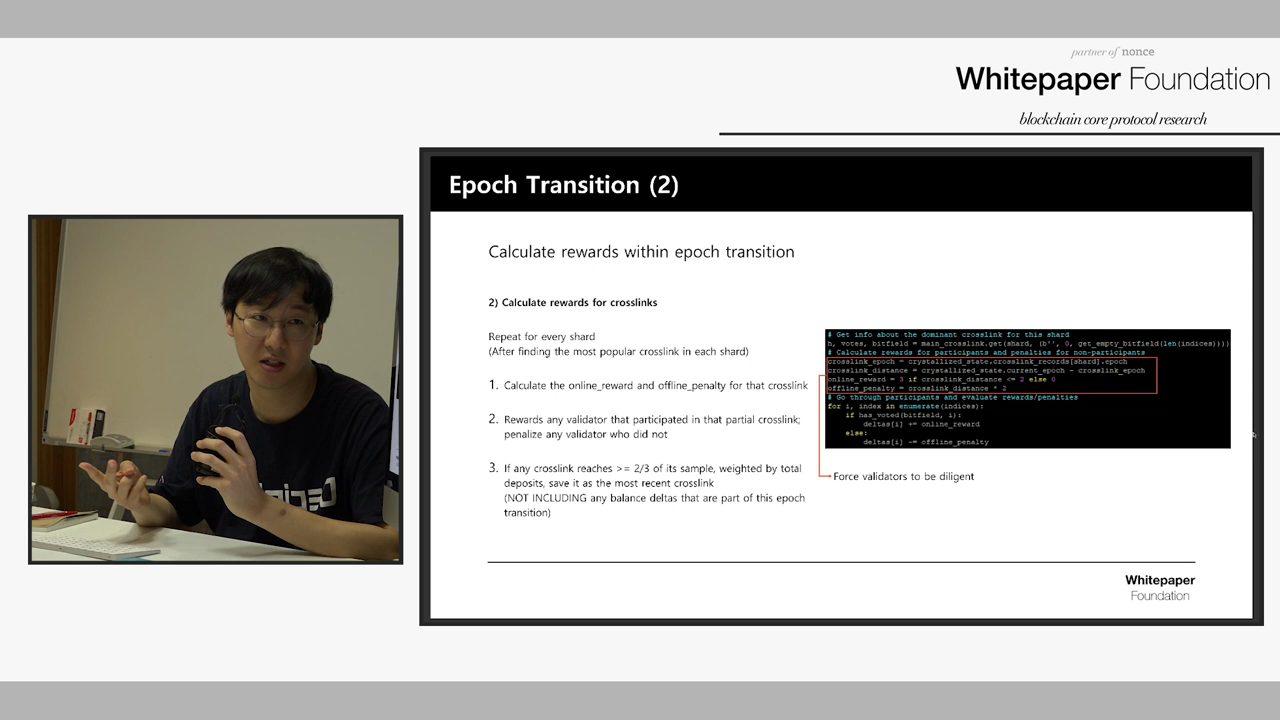 partner of nonce
Whitepaper Foundation
blockchain core protocol research
Epoch Transition (2)
Calculate rewards within epoch transition
2) Calculate rewards for crosslinks
Repeat for every shard
(After finding the most popular crosslink in each shard)
1. Calculate the online_reward and offline_penalty for that crosslink
2. Rewards any validator that participated in that partial crosslink;
penalize any validator who did not
3. If any crosslink reaches >= 2/3 of its sample, weighted by total
deposits, save it as the most recent crosslink
(NOT INCLUDING any balance deltas that are part of this epoch
transition)
# Get info about the dominant crosslink for this shard
h, votes, bitfield = main_crosslink.get(shard, (b'', 0, get_empty_bitfield(len(indices))))
# Calculate rewards for participants and penalties for non-participants
crosslink_epoch = crystallized_state.crosslink_records[shard].epoch
crosslink_distance = crystallized_state.current_epoch - crosslink_epoch
online_reward = 3 if crosslink_distance <= 2 else 0
offline_penalty = crosslink_distance * 2
# Go through participants and evaluate rewards/penalties
for i, index in enumerate(indices):
if has_voted(bitfield, i):
deltas[i] += online_reward
else:
deltas[i] -= offline_penalty
Force validators to be diligent
Whitepaper
Foundation